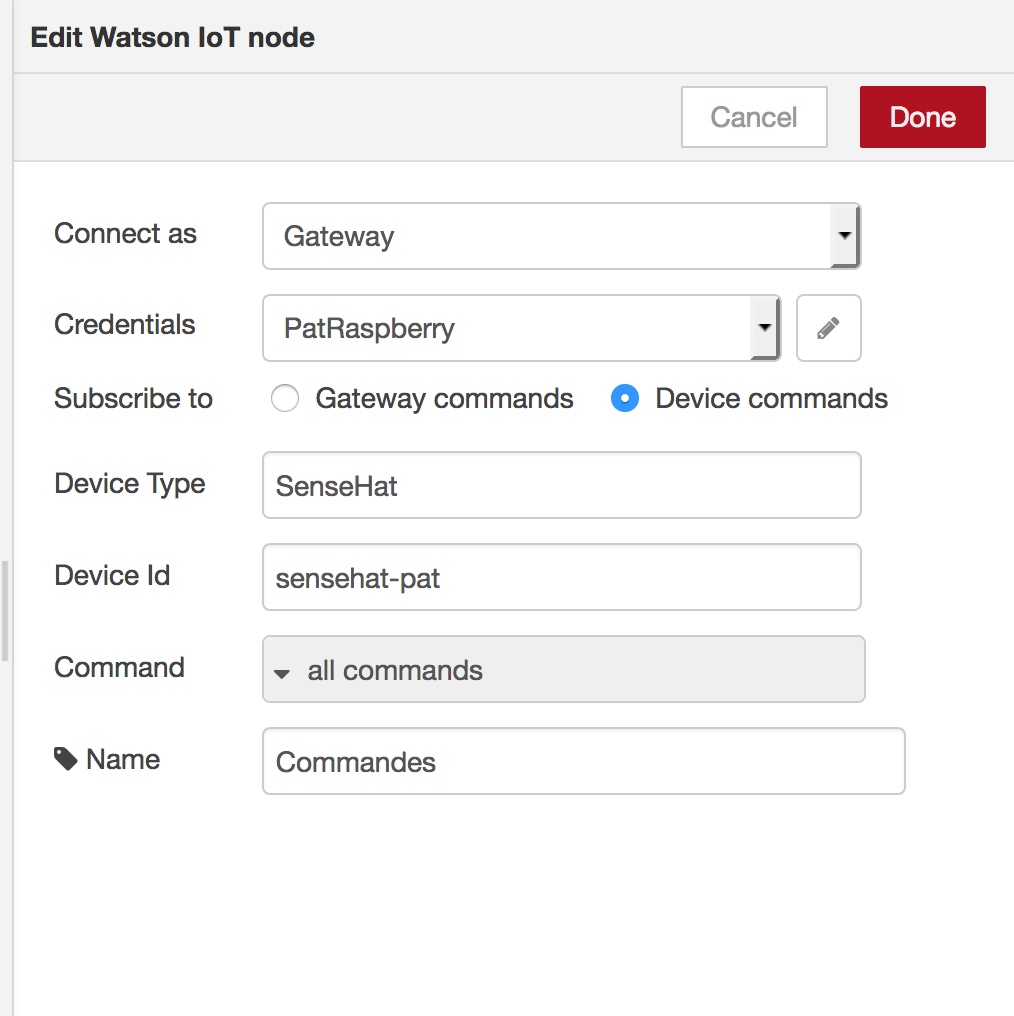 Edit Watson IoT node
Cancel Done
Connect as Gateway
Credentials PatRaspberry
Subscribe to Gateway commands Device commands
Device Type SenseHat
Device Id sensehat-pat
Command all commands
Name Commandes